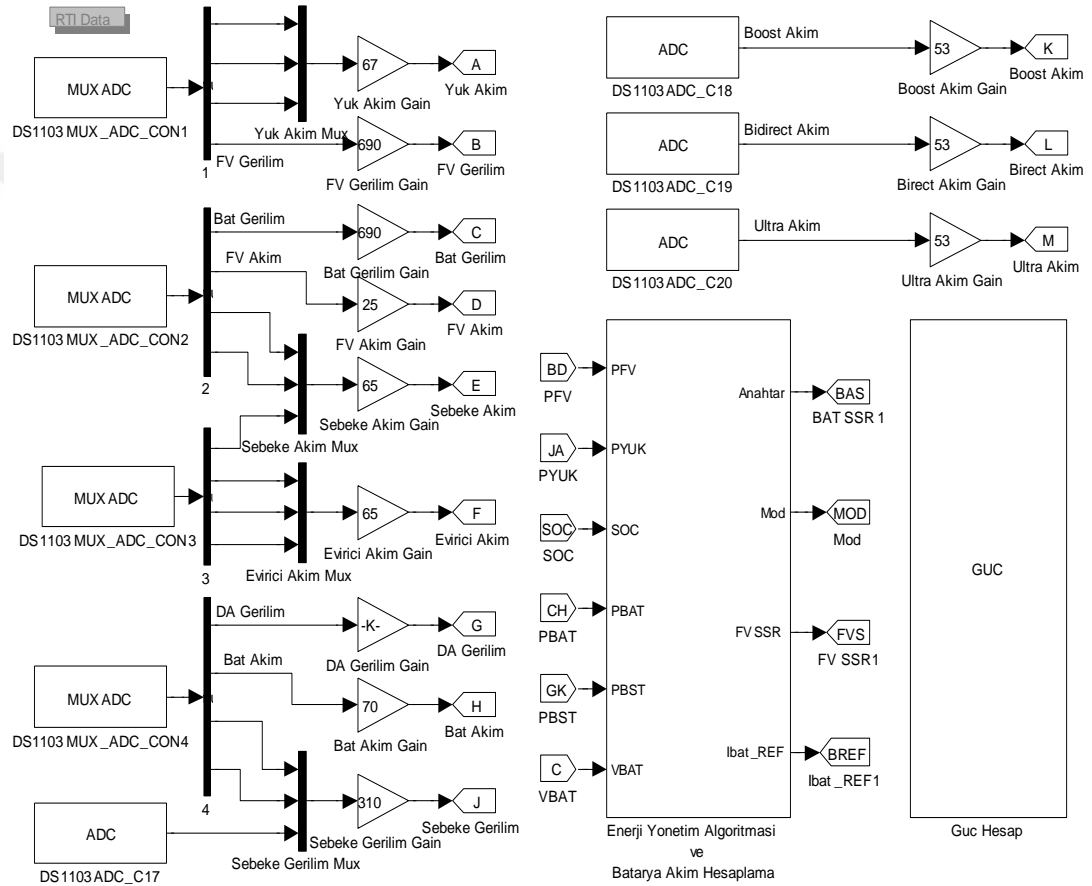 RTI Data
MUX ADC
DS1103 MUX_ADC_CON1
1
FV Gerilim
Yuk Akim Mux
67
Yuk Akim Gain
A
Yuk Akim
690
FV Gerilim Gain
B
FV Gerilim
MUX ADC
DS1103 MUX_ADC_CON2
2
Bat Gerilim
FV Akim
690
Bat Gerilim Gain
C
Bat Gerilim
25
FV Akim Gain
D
FV Akim
65
Sebeke Akim Gain
E
Sebeke Akim
Sebeke Akim Mux
MUX ADC
DS1103 MUX_ADC_CON3
3
65
Evirici Akim Gain
F
Evirici Akim
Evirici Akim Mux
MUX ADC
DS1103 MUX_ADC_CON4
4
DA Gerilim
Bat Akim
-K-
DA Gerilim Gain
G
DA Gerilim
70
Bat Akim Gain
H
Bat Akim
310
Sebeke Gerilim Gain
J
Sebeke Gerilim
Sebeke Gerilim Mux
ADC
DS1103ADC_C17
ADC
DS1103ADC_C18
Boost Akim
53
Boost Akim Gain
K
Boost Akim
ADC
DS1103ADC_C19
Bidirect Akim
53
Birect Akim Gain
L
Birect Akim
ADC
DS1103ADC_C20
Ultra Akim
53
Ultra Akim Gain
M
Ultra Akim
BD
PFV
JA
PYUK
SOC
SOC
CH
PBAT
GK
PBST
C
VBAT
PFV
PYUK
SOC
PBAT
PBST
VBAT
Anahtar
Mod
FV SSR
Ibat_REF
BAS
BAT SSR 1
MOD
Mod
FVS
FV SSR1
BREF
Ibat_REF1
Enerji Yonetim Algoritmasi
ve
Batarya Akim Hesaplama
GUC
Guc Hesap